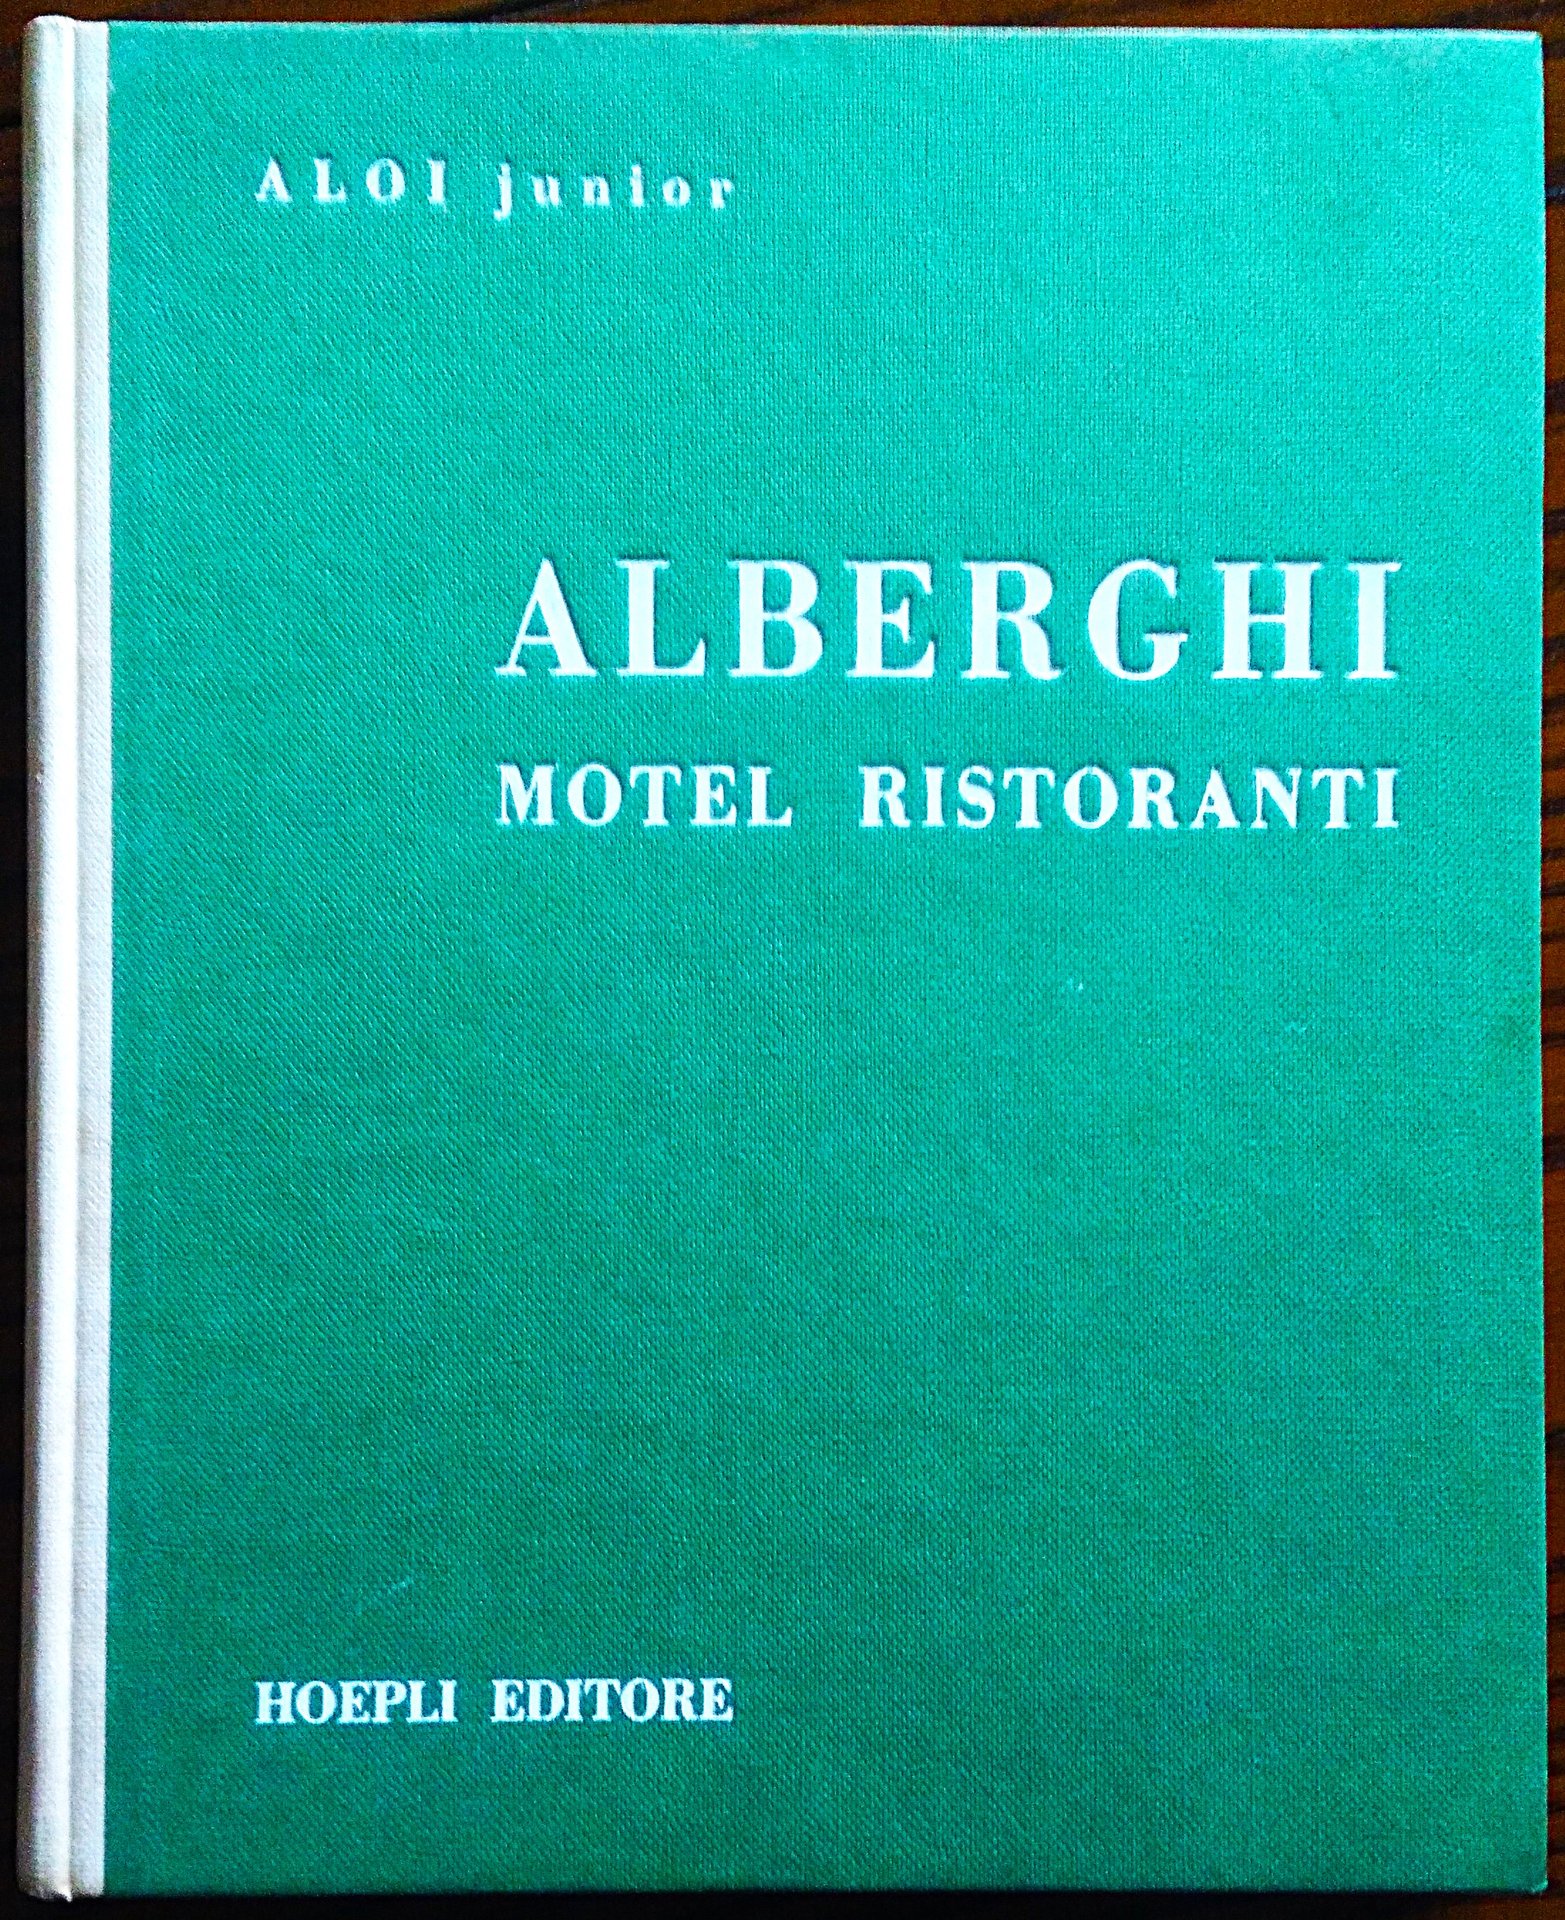 ALOI junior
ALBERGHI
MOTEL RISTORANTI
HOEPLI EDITORE